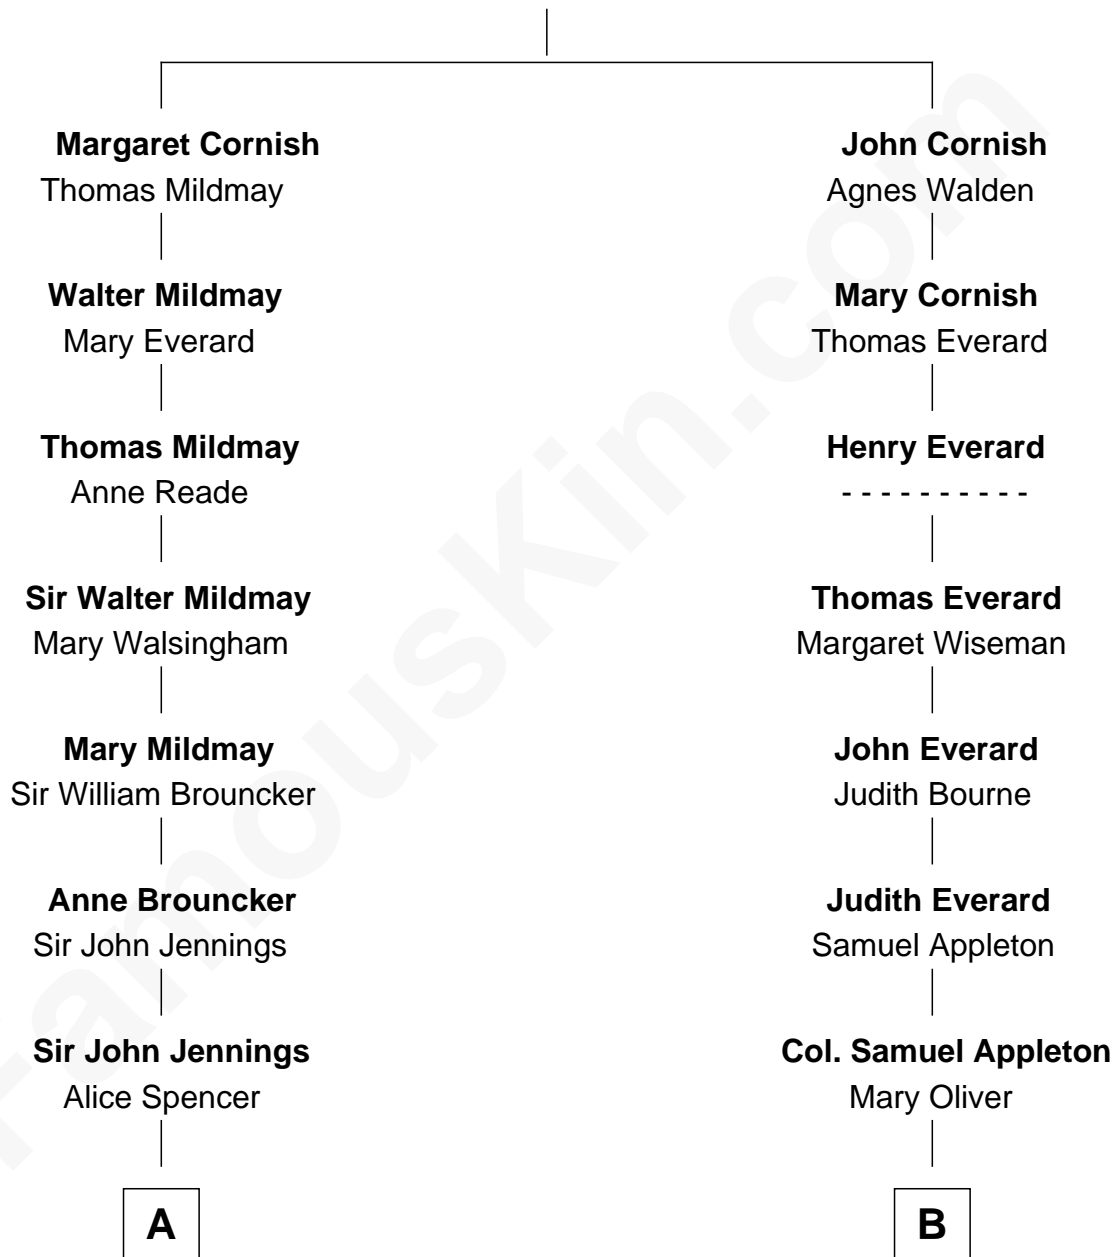 Margaret Cornish
Thomas Mildmay
Walter Mildmay
Mary Everard
Thomas Mildmay
Anne Reade
Sir Walter Mildmay
Mary Walsingham
Mary Mildmay
Sir William Brouncker
Anne Brouncker
Sir John Jennings
Sir John Jennings
Alice Spencer
A
John Cornish
Agnes Walden
Mary Cornish
Thomas Everard
Henry Everard
- - - - - - - - - -
Thomas Everard
Margaret Wiseman
John Everard
Judith Bourne
Judith Everard
Samuel Appleton
Col. Samuel Appleton
Mary Oliver
B
FamousKin.com